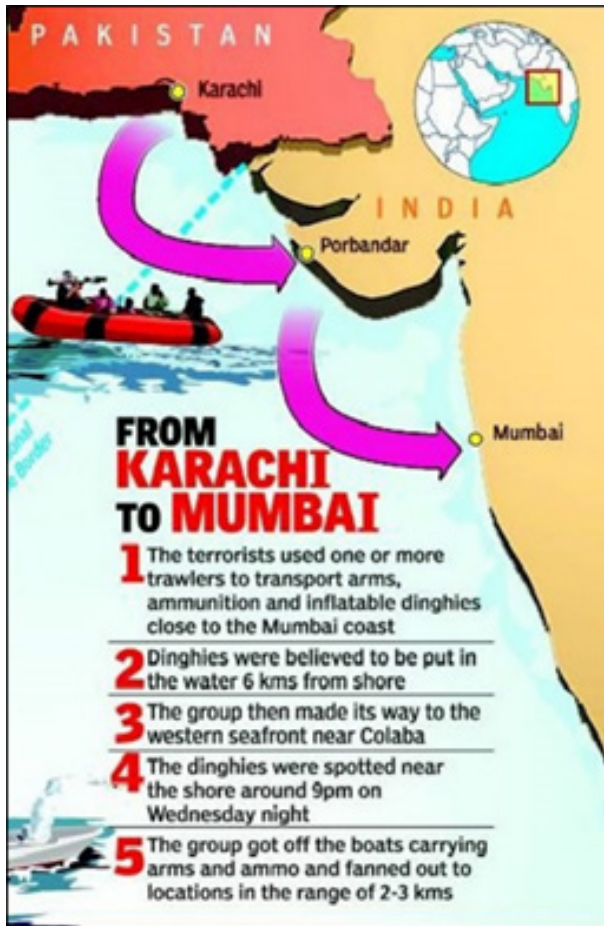 PAKISTAN
Karachi
INDIA
Porbandar
Mumbai
Border
FROM
KARACHI
TO MUMBAI
1 The terrorists used one or more
trawlers to transport arms,
ammunition and inflatable dinghies
close to the Mumbai coast
2 Dinghies were believed to be put in
the water 6 kms from shore
3 The group then made its way to the
western seafront near Colaba
4 The dinghies were spotted near
the shore around 9pm on
Wednesday night
5 The group got off the boats carrying
arms and ammo and fanned out to
locations in the range of 2-3 kms